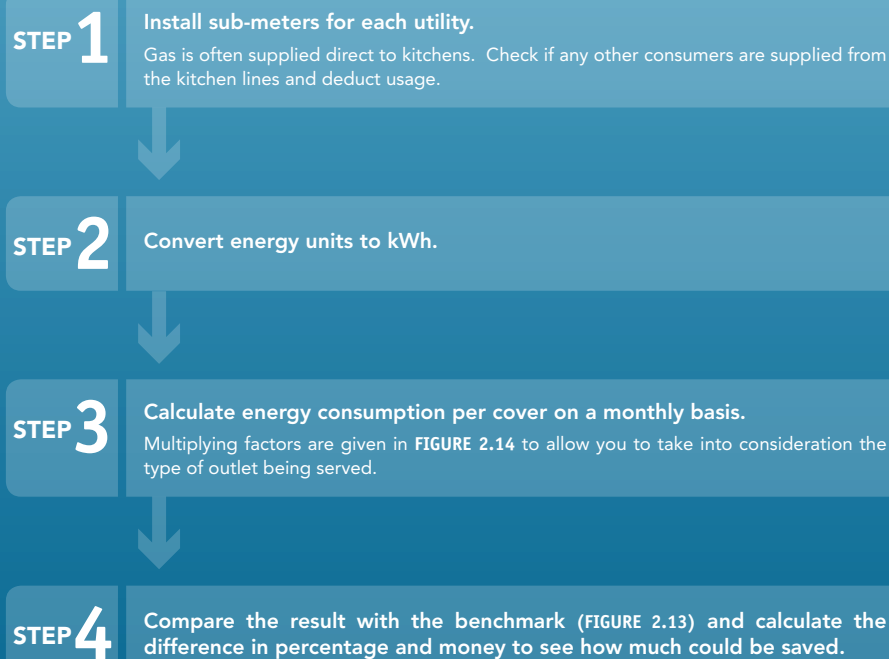 STEP 1
Install sub-meters for each utility.
Gas is often supplied direct to kitchens. Check if any other consumers are supplied from
the kitchen lines and deduct usage.
STEP 2
Convert energy units to kWh.
STEP 3
Calculate energy consumption per cover on a monthly basis.
Multiplying factors are given in FIGURE 2.14 to allow you to take into consideration the
type of outlet being served.
STEP 4
Compare the result with the benchmark (FIGURE 2.13) and calculate the
difference in percentage and money to see how much could be saved.